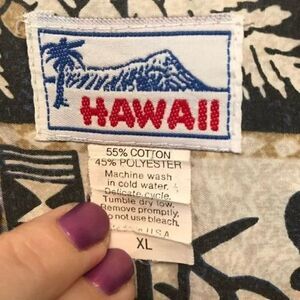 HAWAII
55% COTTON
45% POLYESTER
Machine wash
in cold water,
Delicate cycle.
Tumble dry low.
Remove promptly.
Do not use bleach.
USA
XL